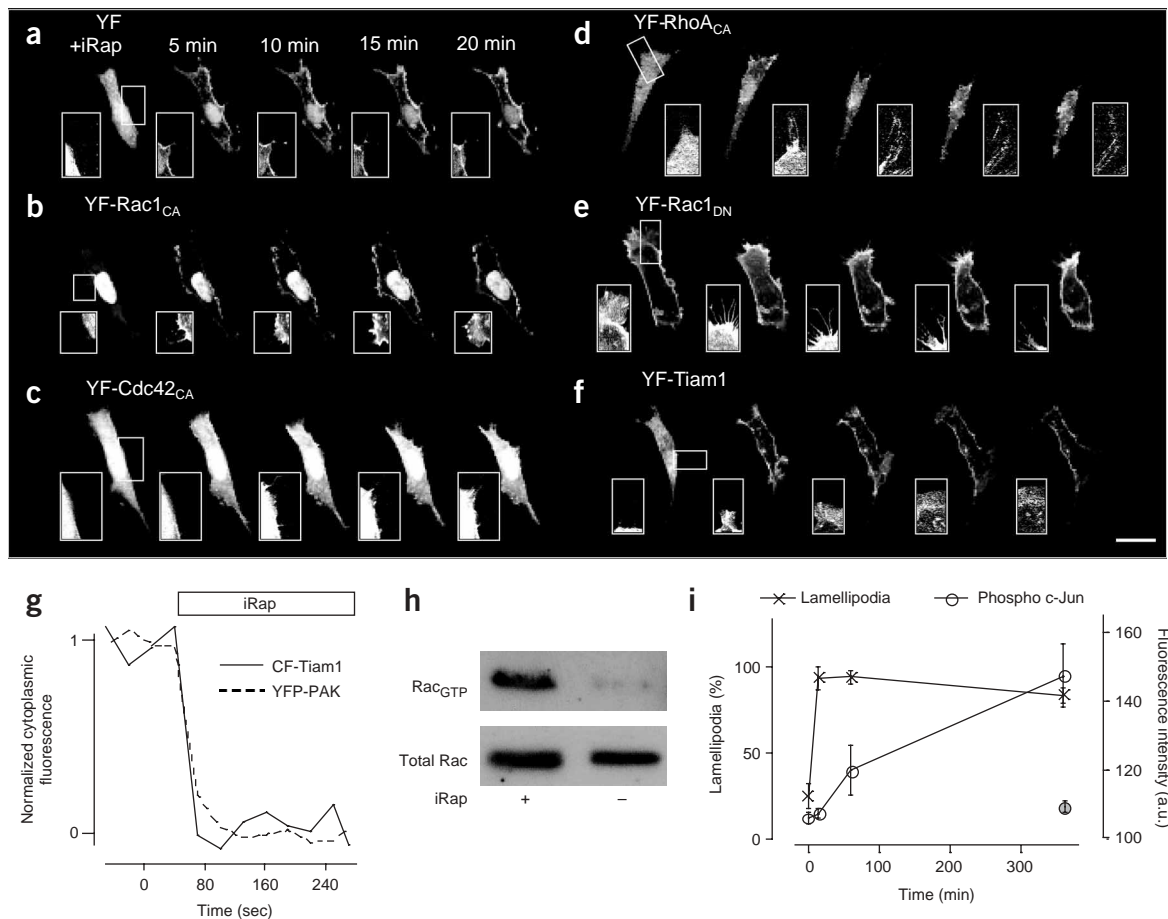 a
YF
+iRap
5 min
10 min
15 min
20 min
b
YF-Rac1CA
c
YF-Cdc42CA
d
YF-RhoACA
e
YF-Rac1DN
f
YF-Tiam1
g
iRap
1
0
CF-Tiam1
YFP-PAK
Normalized cytoplasmic
fluorescence
0
80
160
240
Time (sec)
h
RacGTP
Total Rac
iRap
+
–
i
Lamellipodia
Phospho c-Jun
Lamellipodia (%)
100
50
0
160
140
120
100
Fluorescence
intensity (a.u.)
0
100
200
300
Time (min)